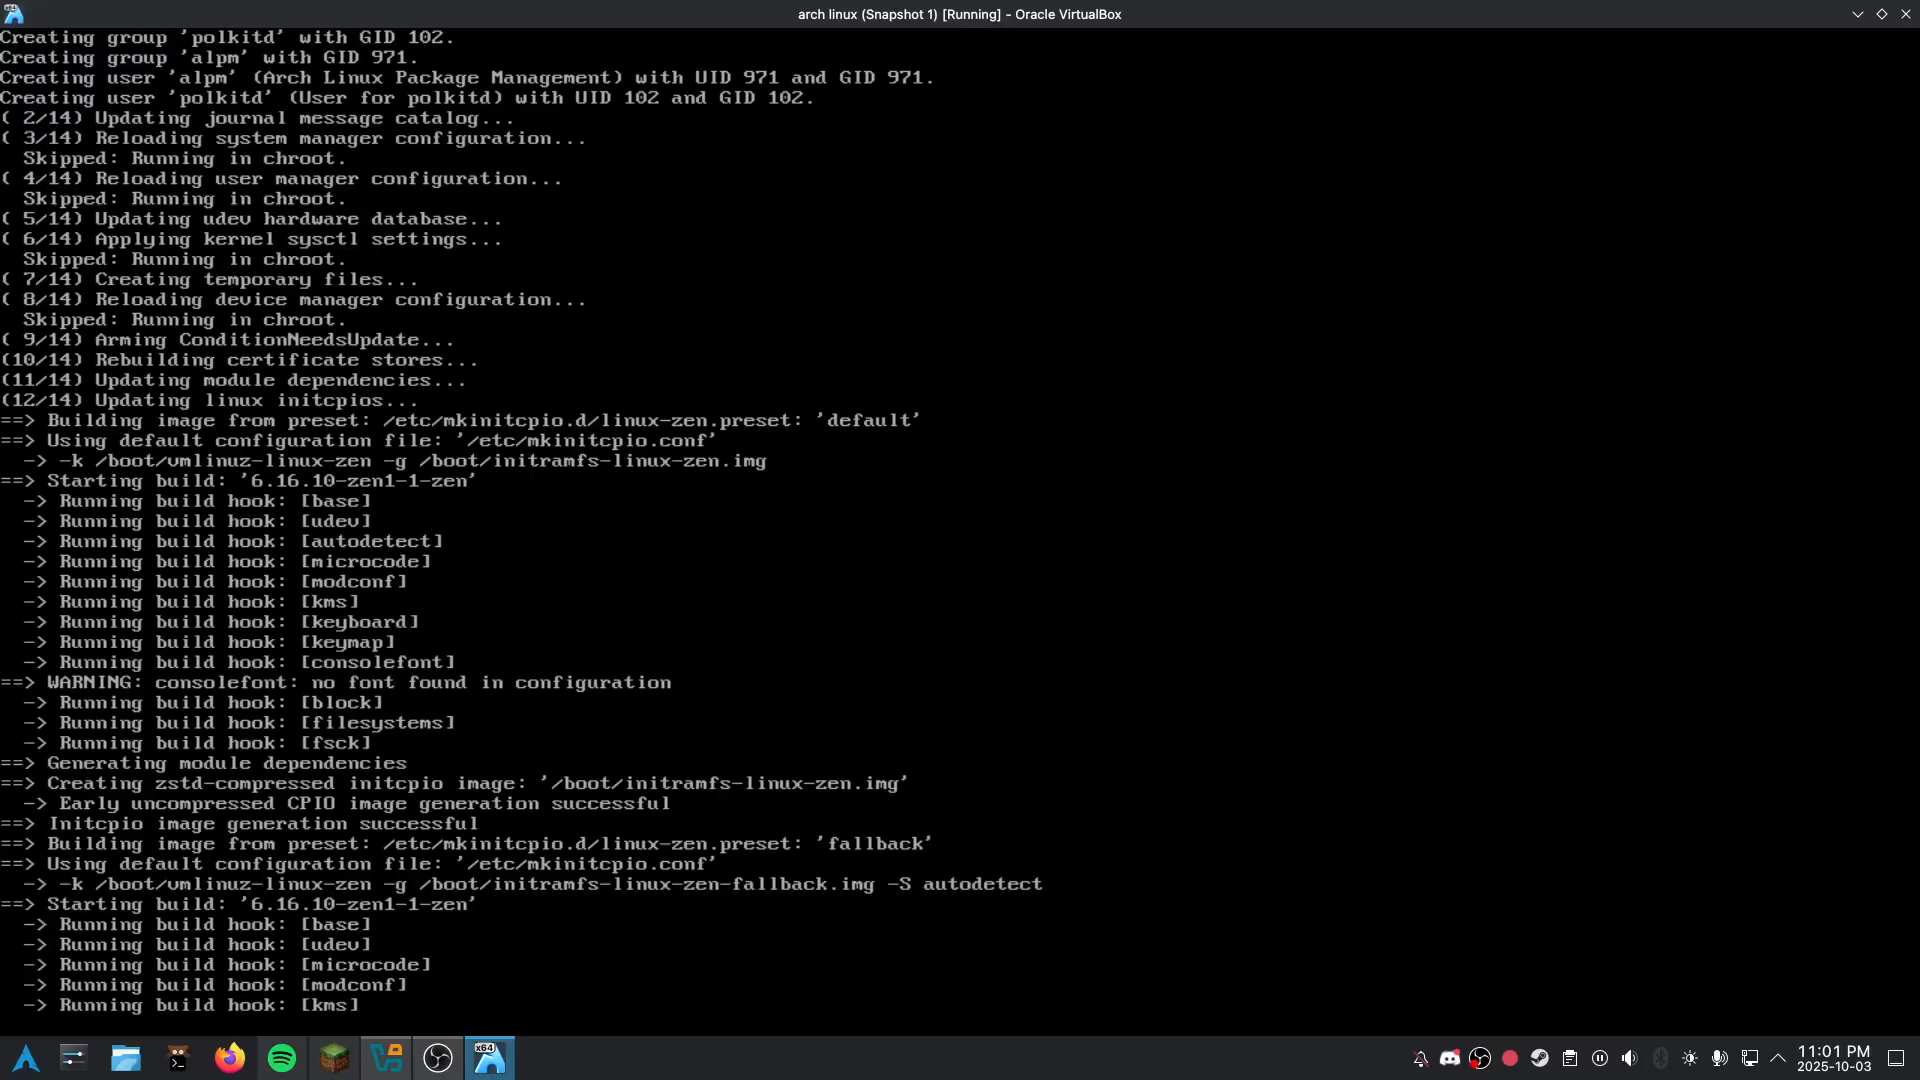 arch linux (Snapshot 1) [Running] - Oracle VirtualBox
Creating group 'polkitd' with GID 102.
Creating group 'alpm' with GID 971.
Creating user 'alpm' (Arch Linux Package Management) with UID 971 and GID 971.
Creating user 'polkitd' (User for polkitd) with UID 102 and GID 102.
( 2/14) Updating journal message catalog...
( 3/14) Reloading system manager configuration...
  Skipped: Running in chroot.
( 4/14) Reloading user manager configuration...
  Skipped: Running in chroot.
( 5/14) Updating udev hardware database...
( 6/14) Applying kernel sysctl settings...
  Skipped: Running in chroot.
( 7/14) Creating temporary files...
( 8/14) Reloading device manager configuration...
  Skipped: Running in chroot.
( 9/14) Arming ConditionNeedsUpdate...
(10/14) Rebuilding certificate stores...
(11/14) Updating module dependencies...
(12/14) Updating linux initcpios...
==> Building image from preset: /etc/mkinitcpio.d/linux-zen.preset: 'default'
==> Using default configuration file: '/etc/mkinitcpio.conf'
  -> -k /boot/vmlinuz-linux-zen -g /boot/initramfs-linux-zen.img
==> Starting build: '6.16.10-zen1-1-zen'
  -> Running build hook: [base]
  -> Running build hook: [udev]
  -> Running build hook: [autodetect]
  -> Running build hook: [microcode]
  -> Running build hook: [modconf]
  -> Running build hook: [kms]
  -> Running build hook: [keyboard]
  -> Running build hook: [keymap]
  -> Running build hook: [consolefont]
==> WARNING: consolefont: no font found in configuration
  -> Running build hook: [block]
  -> Running build hook: [filesystems]
  -> Running build hook: [fsck]
==> Generating module dependencies
==> Creating zstd-compressed initcpio image: '/boot/initramfs-linux-zen.img'
  -> Early uncompressed CPIO image generation successful
==> Initcpio image generation successful
==> Building image from preset: /etc/mkinitcpio.d/linux-zen.preset: 'fallback'
==> Using default configuration file: '/etc/mkinitcpio.conf'
  -> -k /boot/vmlinuz-linux-zen -g /boot/initramfs-linux-zen-fallback.img -S autodetect
==> Starting build: '6.16.10-zen1-1-zen'
  -> Running build hook: [base]
  -> Running build hook: [udev]
  -> Running build hook: [microcode]
  -> Running build hook: [modconf]
  -> Running build hook: [kms]
x64
11:01 PM
2025-10-03